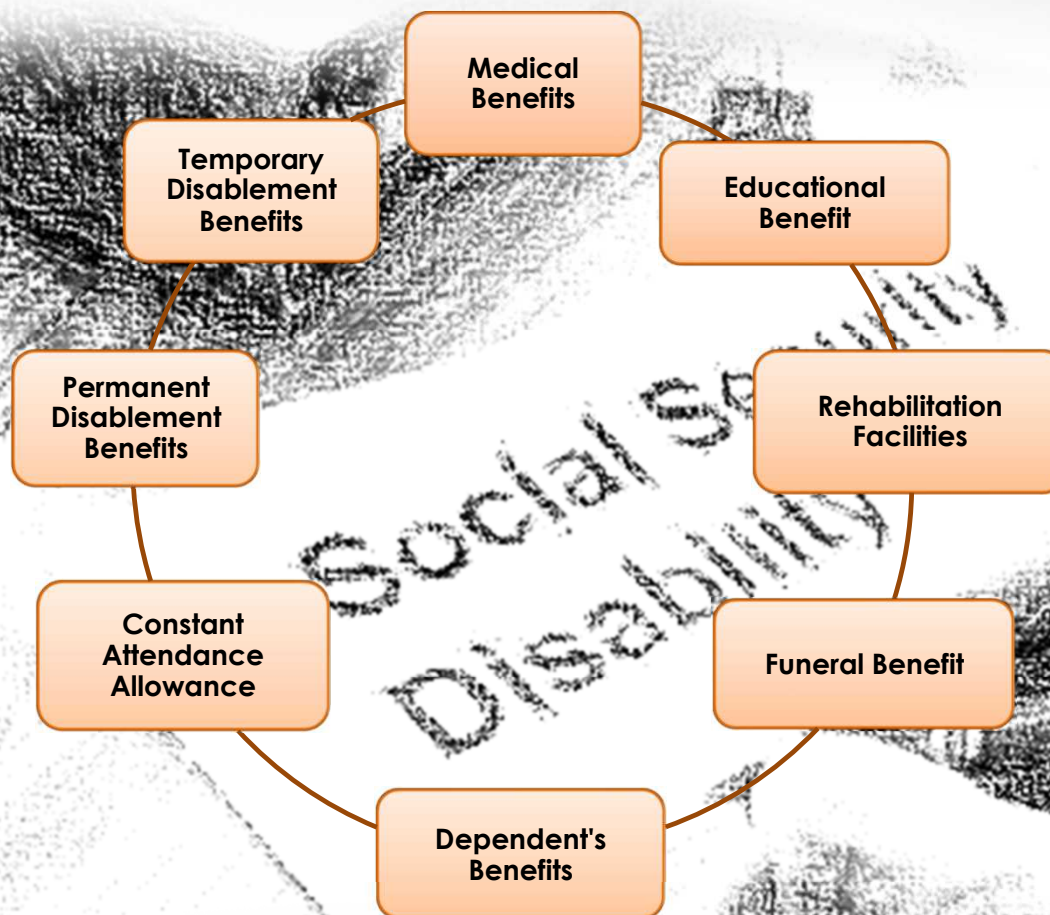 Medical
Benefits
Educational
Benefit
Rehabilitation
Facilities
Funeral Benefit
Dependent's
Benefits
Constant
Attendance
Allowance
Permanent
Disablement
Benefits
Temporary
Disablement
Benefits
Social Security
Disability